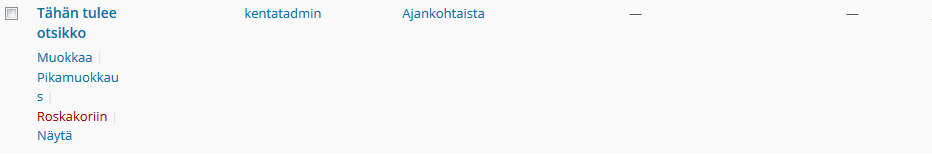 Tähän tulee kentatadmin Ajankohtaista — —
otsikko
Muokkaa |
Pikamuokkau
s |
Roskakoriin |
Näytä